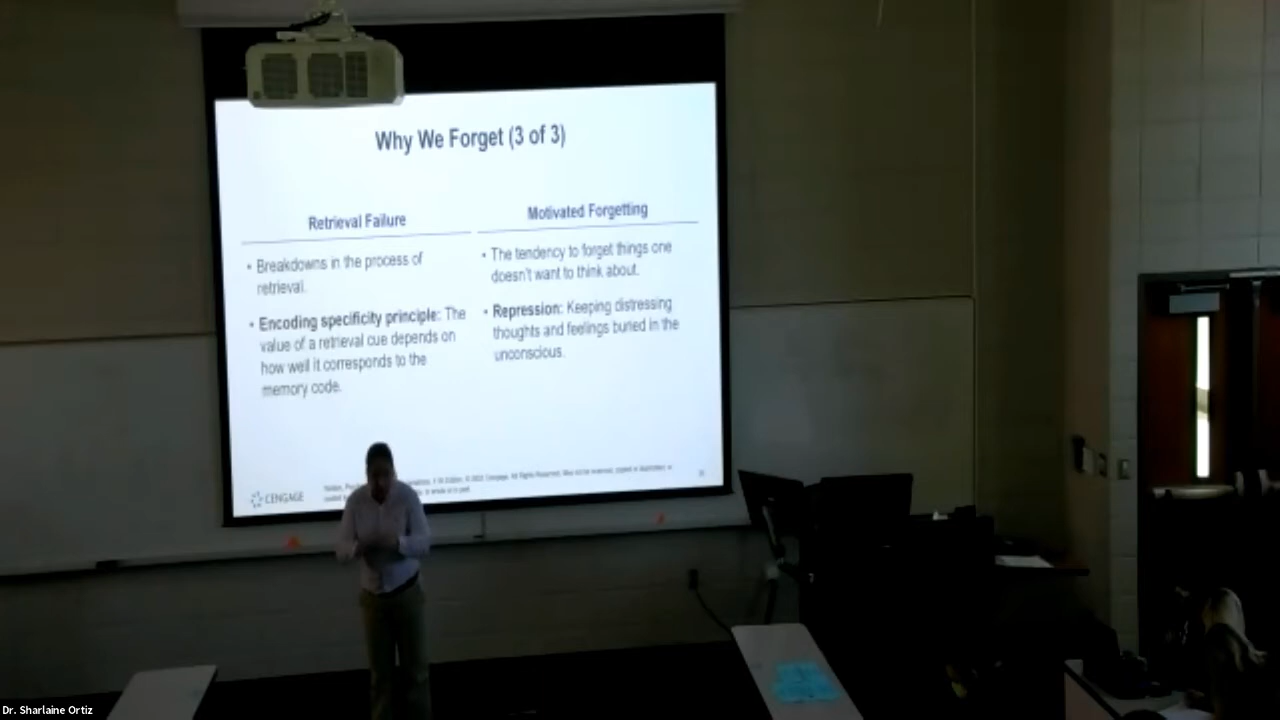 Why We Forget (3 of 3)
Retrieval Failure
• Breakdowns in the process of
retrieval.
• Encoding specificity principle: The
value of a retrieval cue depends on
how well it corresponds to the
memory code.
Motivated Forgetting
• The tendency to forget things one
doesn't want to think about.
• Repression: Keeping distressing
thoughts and feelings buried in the
unconscious.
CENGAGE
Dr. Sharlaine Ortiz